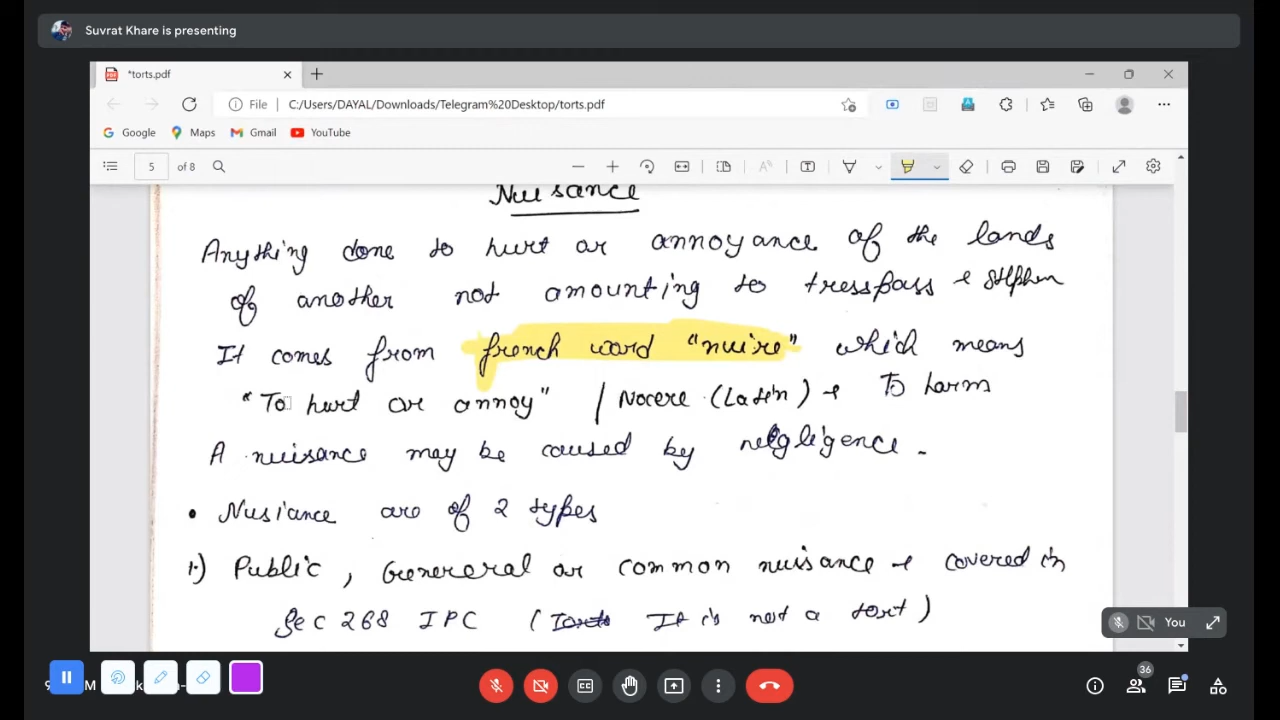 Suvrat Khare is presenting
*torts.pdf
File C:/Users/DAYAL/Downloads/Telegram%20Desktop/torts.pdf
Google Maps Gmail YouTube
5 of 8
Nuisance
Anything done to hurt or annoyance of the lands
of another not amounting to tresspass → Stephen
It comes from french word "nuire" which means
"To hurt or annoy" / Nocere (Latin) → To harm
A nuisance may be caused by neglgligence.
• Nusiance are of 2 types
1.) Public, Genereral or common nuisance → covered in
Sec 268 IPC ( It is not a tort)
You
36